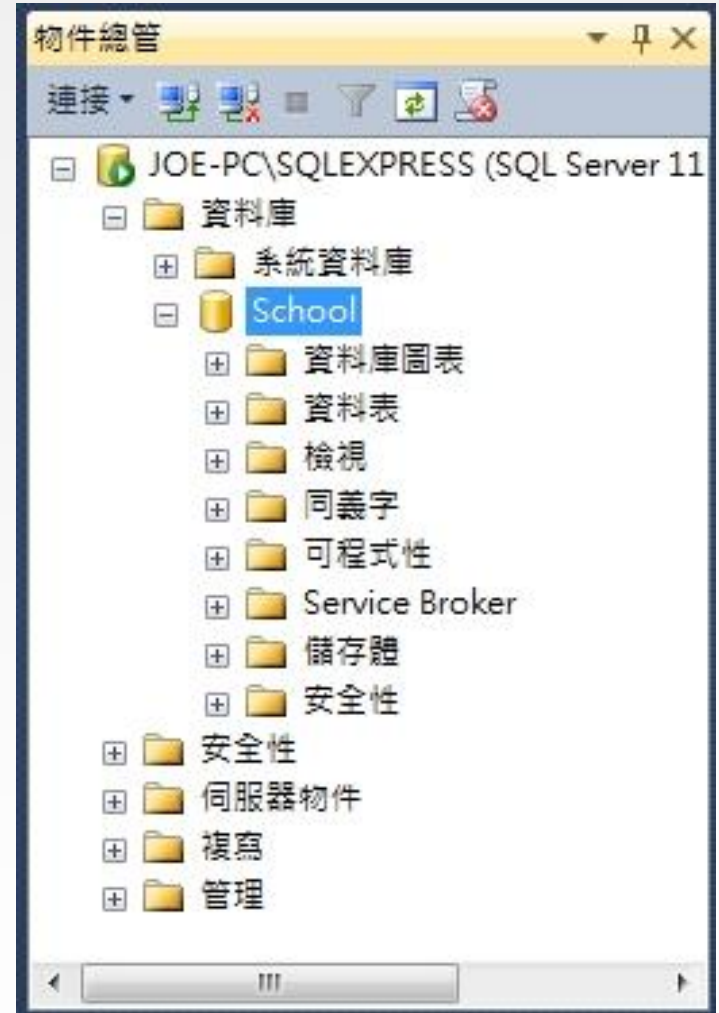 物件總管
連接
JOE-PC\SQLEXPRESS (SQL Server 11
資料庫
系統資料庫
School
資料庫圖表
資料表
檢視
同義字
可程式性
Service Broker
儲存體
安全性
安全性
伺服器物件
複寫
管理